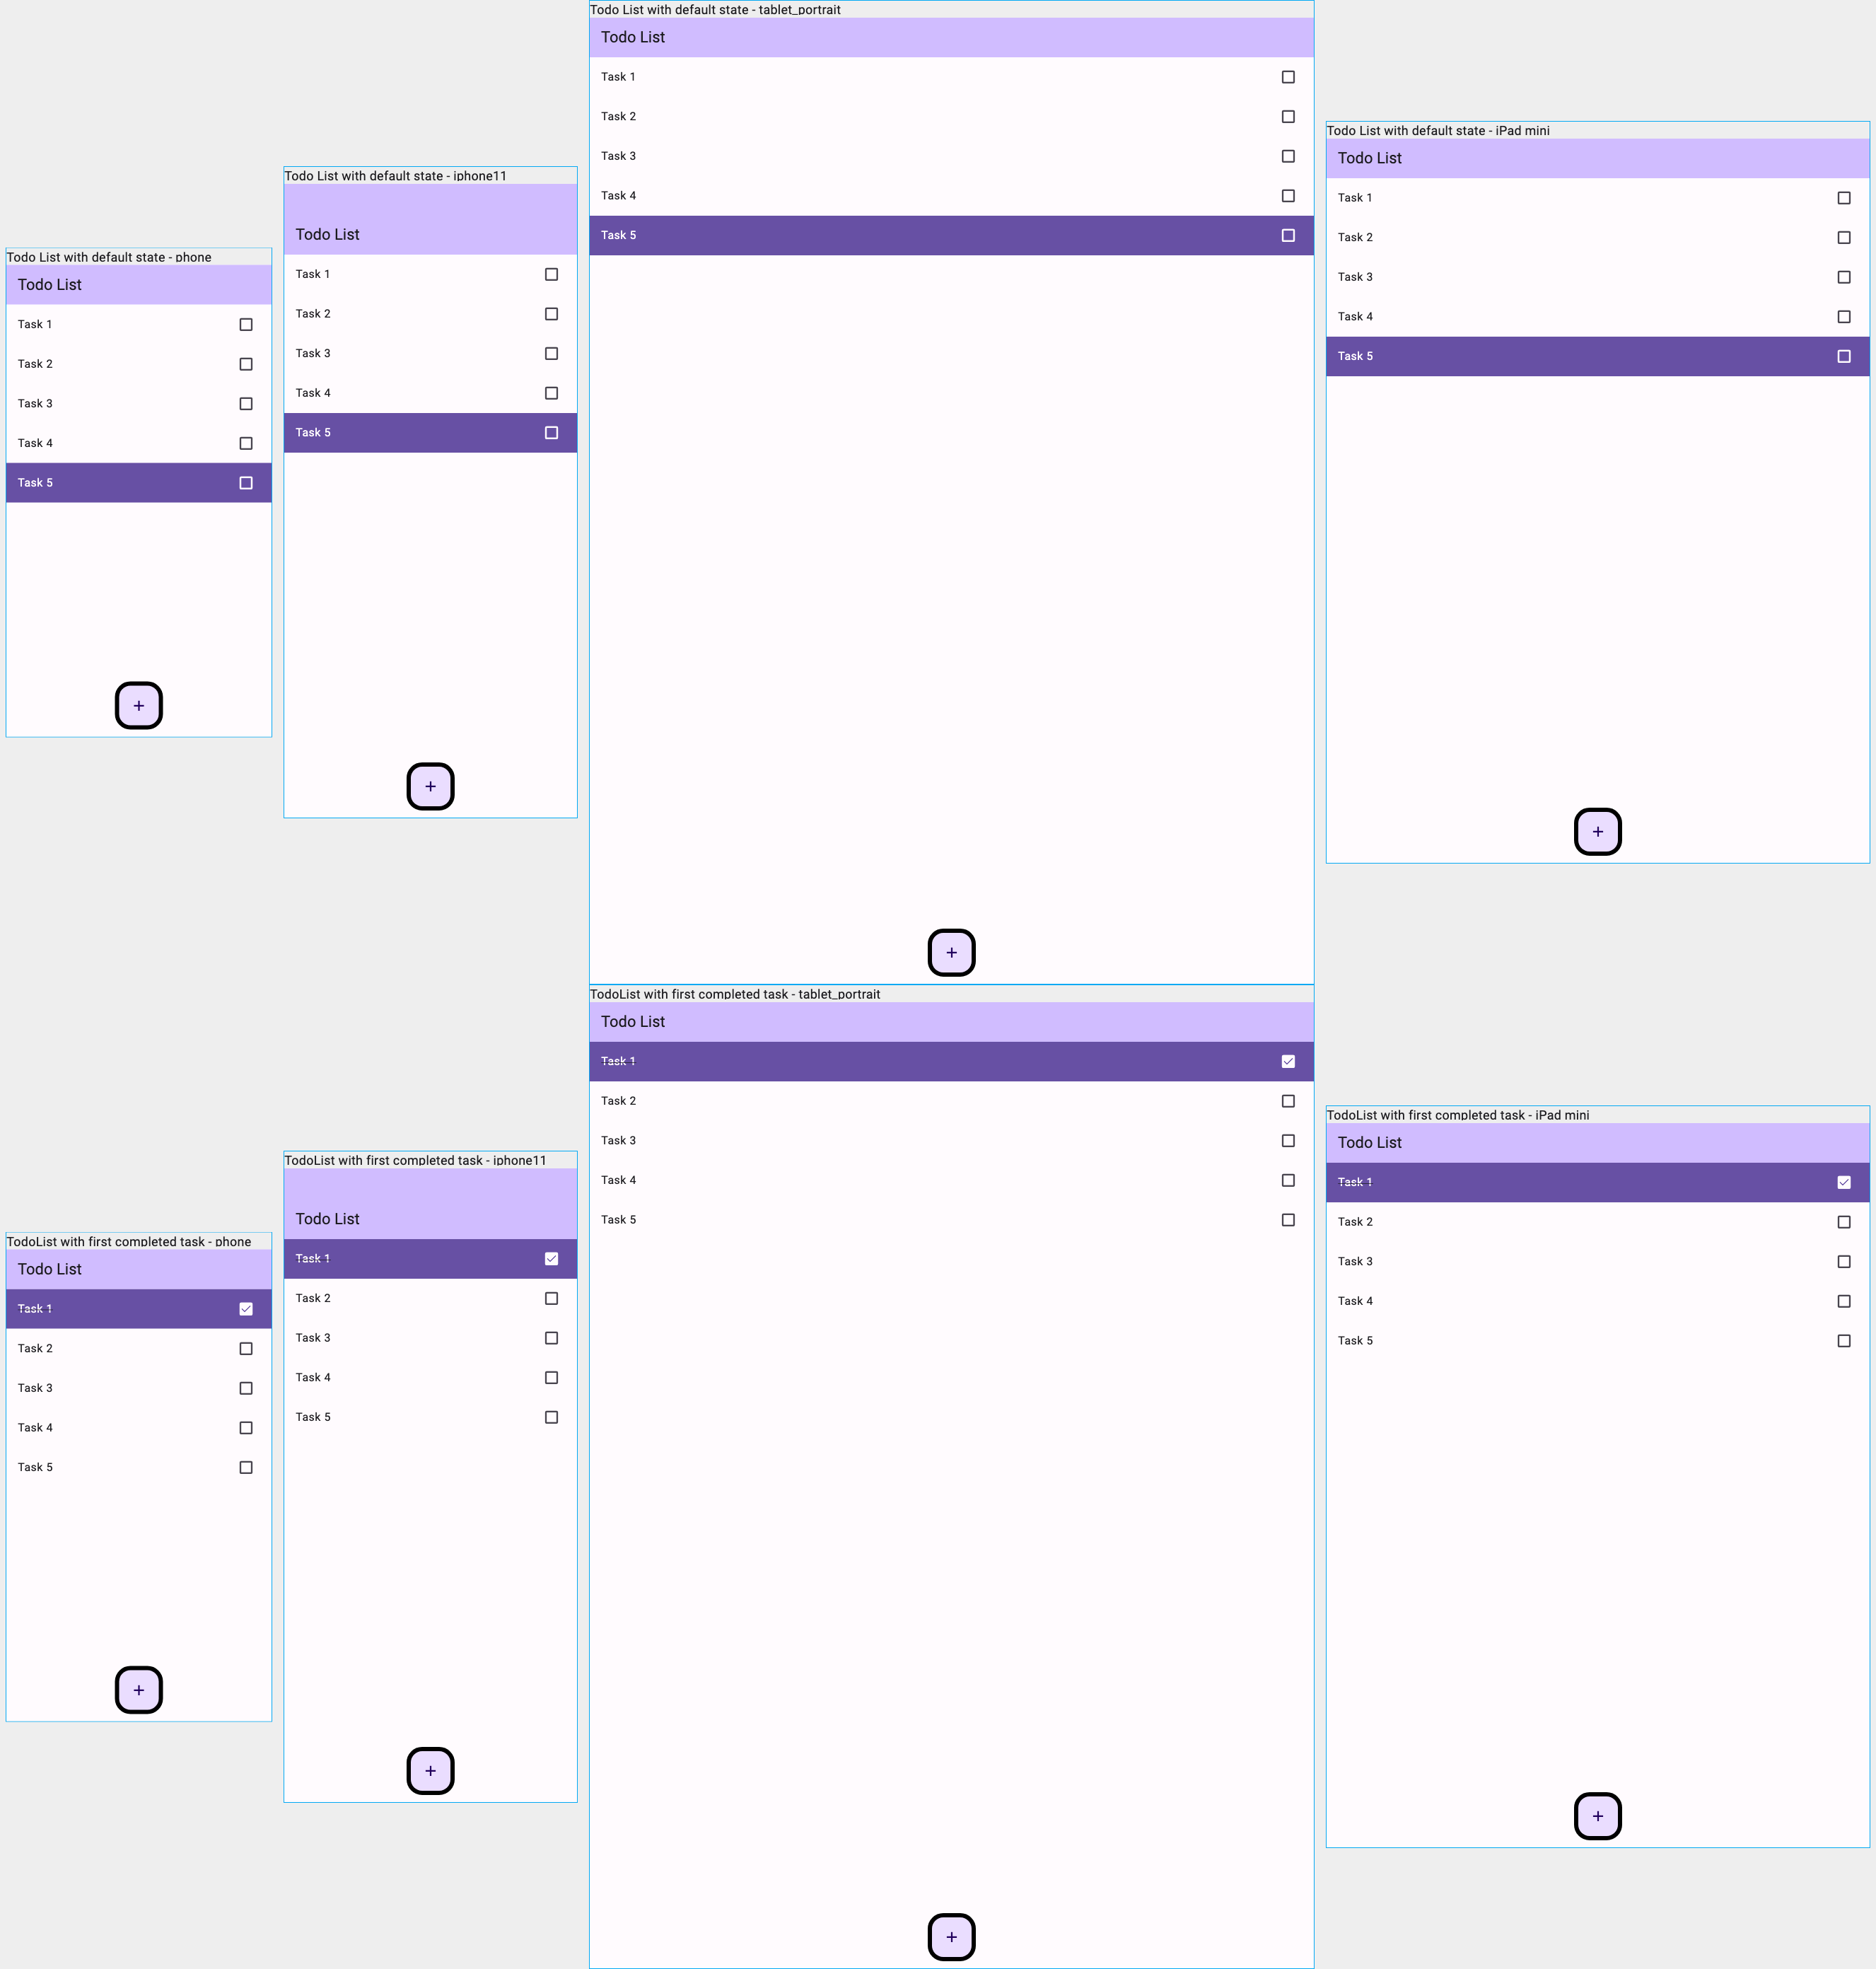 Todo List with default state - phone
Todo List
Task 1
Task 2
Task 3
Task 4
Task 5
+
Todo List with default state - iphone11
Todo List
Task 1
Task 2
Task 3
Task 4
Task 5
+
Todo List with default state - tablet_portrait
Todo List
Task 1
Task 2
Task 3
Task 4
Task 5
+
Todo List with default state - iPad mini
Todo List
Task 1
Task 2
Task 3
Task 4
Task 5
+
TodoList with first completed task - phone
Todo List
Task 1
Task 2
Task 3
Task 4
Task 5
+
TodoList with first completed task - iphone11
Todo List
Task 1
Task 2
Task 3
Task 4
Task 5
+
TodoList with first completed task - tablet_portrait
Todo List
Task 1
Task 2
Task 3
Task 4
Task 5
+
TodoList with first completed task - iPad mini
Todo List
Task 1
Task 2
Task 3
Task 4
Task 5
+